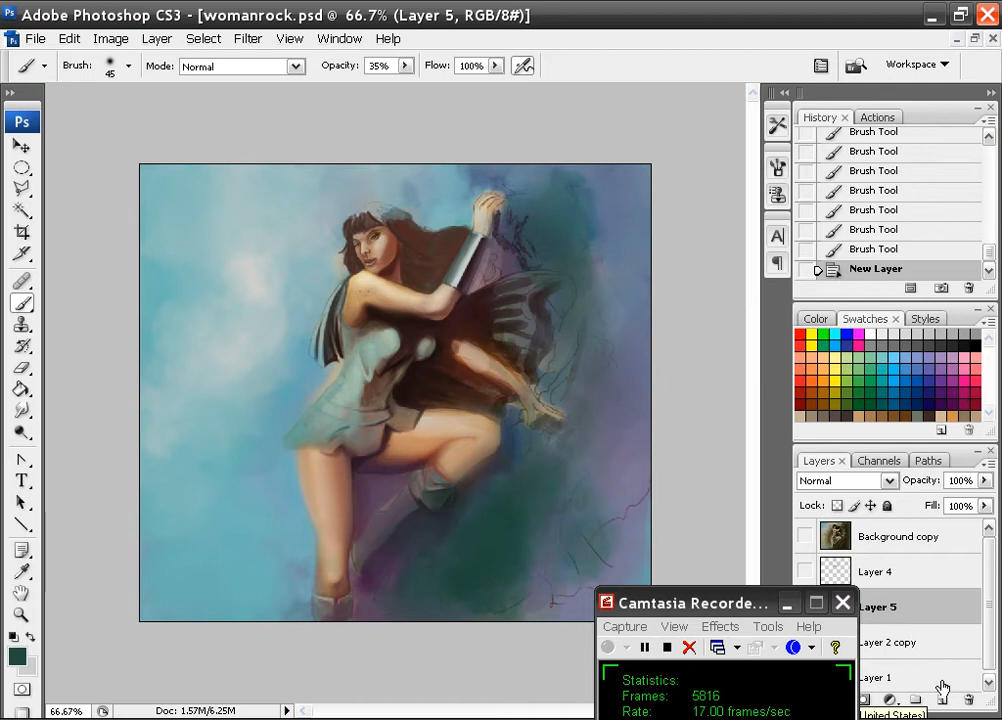 Adobe Photoshop CS3 - [womanrock.psd @ 66.7% (Layer 5, RGB/8#)]
File Edit Image Layer Select Filter View Window Help
Brush: 45 Mode: Normal Opacity: 35% Flow: 100% Workspace
Ps
History Actions
Brush Tool
Brush Tool
Brush Tool
Brush Tool
Brush Tool
Brush Tool
Brush Tool
New Layer
Color Swatches Styles
Layers Channels Paths
Normal Opacity: 100%
Lock: Fill: 100%
Background copy
Layer 4
Layer 5
Layer 2 copy
Layer 1
United States]
Camtasia Recorde...
Capture View Effects Tools Help
Statistics:
Frames: 5816
Rate: 17.00 frames/sec
66.67% Doc: 1.57M/6.25M